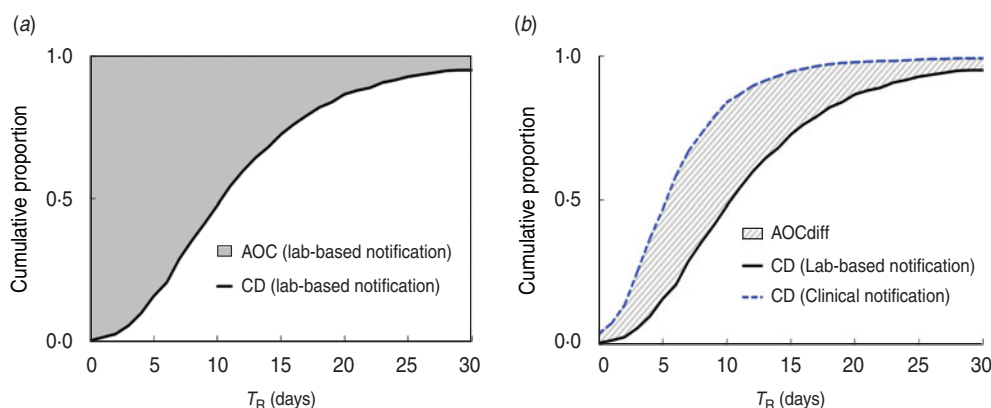 (a)
Cumulative proportion
1·0
0·5
0·0
AOC (lab-based notification)
CD (lab-based notification)
0 5 10 15 20 25 30
T_R (days)
(b)
Cumulative proportion
1·0
0·5
0·0
AOCdiff
CD (Lab-based notification)
CD (Clinical notification)
0 5 10 15 20 25 30
T_R (days)